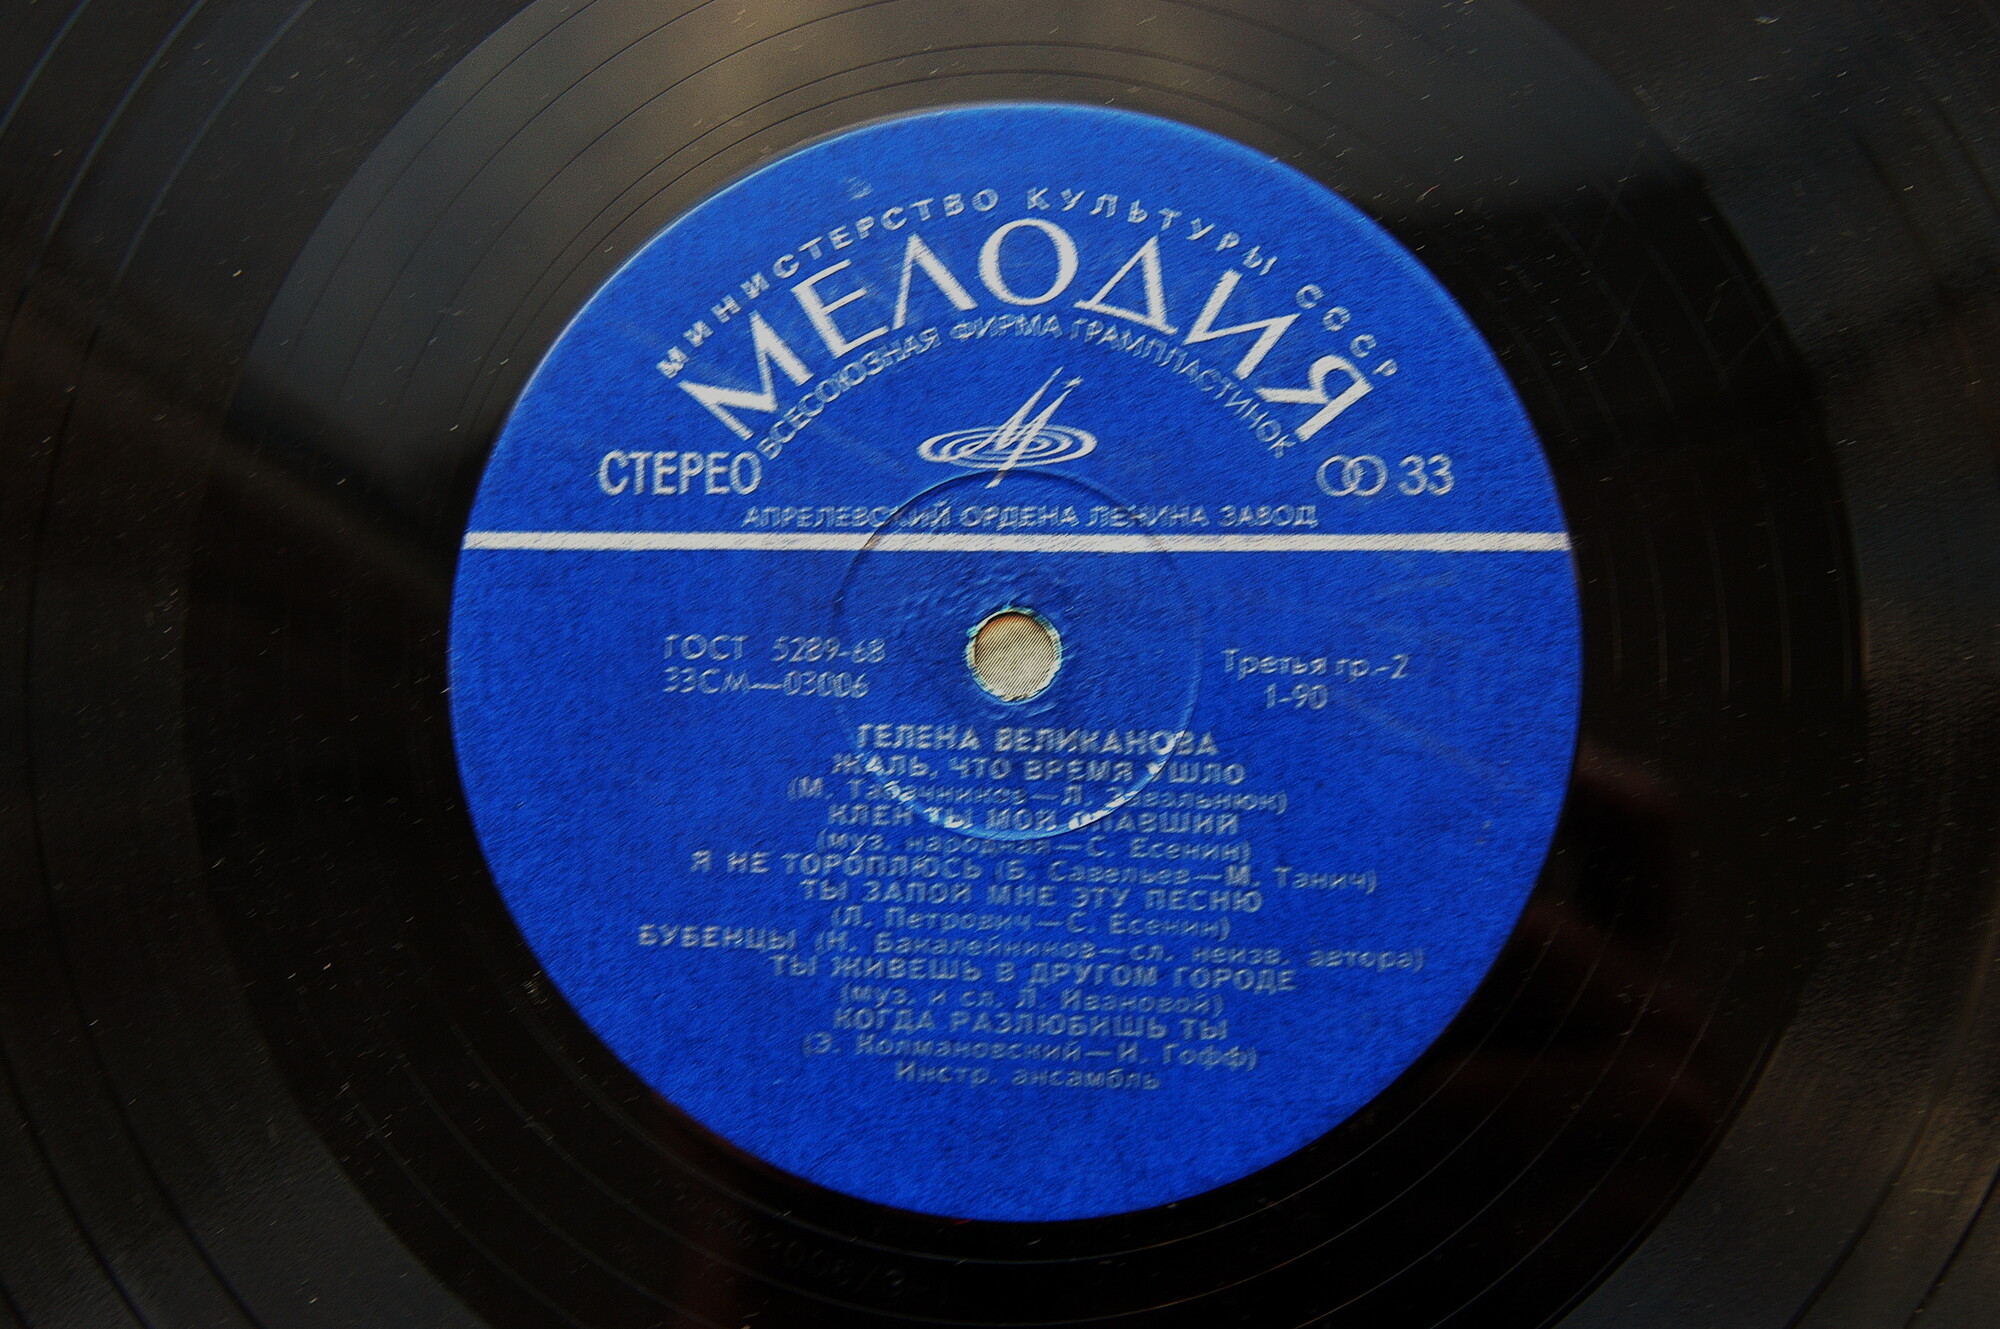 МИНИСТЕРСТВО КУЛЬТУРЫ СССР
МЕЛОДИЯ
ВСЕСОЮЗНАЯ ФИРМА ГРАМПЛАСТИНОК
СТЕРЕО
33
АПРЕЛЕВСКИЙ ОРДЕНА ЛЕНИНА ЗАВОД
ГОСТ 5289-68
33СМ—03006
Третья гр.-2
1-90
ГЕЛЕНА ВЕЛИКАНОВА
ЖАЛЬ, ЧТО ВРЕМЯ УШЛО
(М. Табачников—Л. Завальнюк)
КЛЕН ТЫ МОЙ ОПАВШИЙ
(муз. народная—С. Есенин)
Я НЕ ТОРОПЛЮСЬ (Б. Савельев—М. Танич)
ТЫ ЗАПОЙ МНЕ ЭТУ ПЕСНЮ
(Л. Петрович—С. Есенин)
БУБЕНЦЫ (Н. Бакалейников—сл. неизв. автора)
ТЫ ЖИВЕШЬ В ДРУГОМ ГОРОДЕ
(муз. и сл. Л. Ивановой)
КОГДА РАЗЛЮБИШЬ ТЫ
(Э. Колмановский—И. Гофф)
Инстр. ансамбль